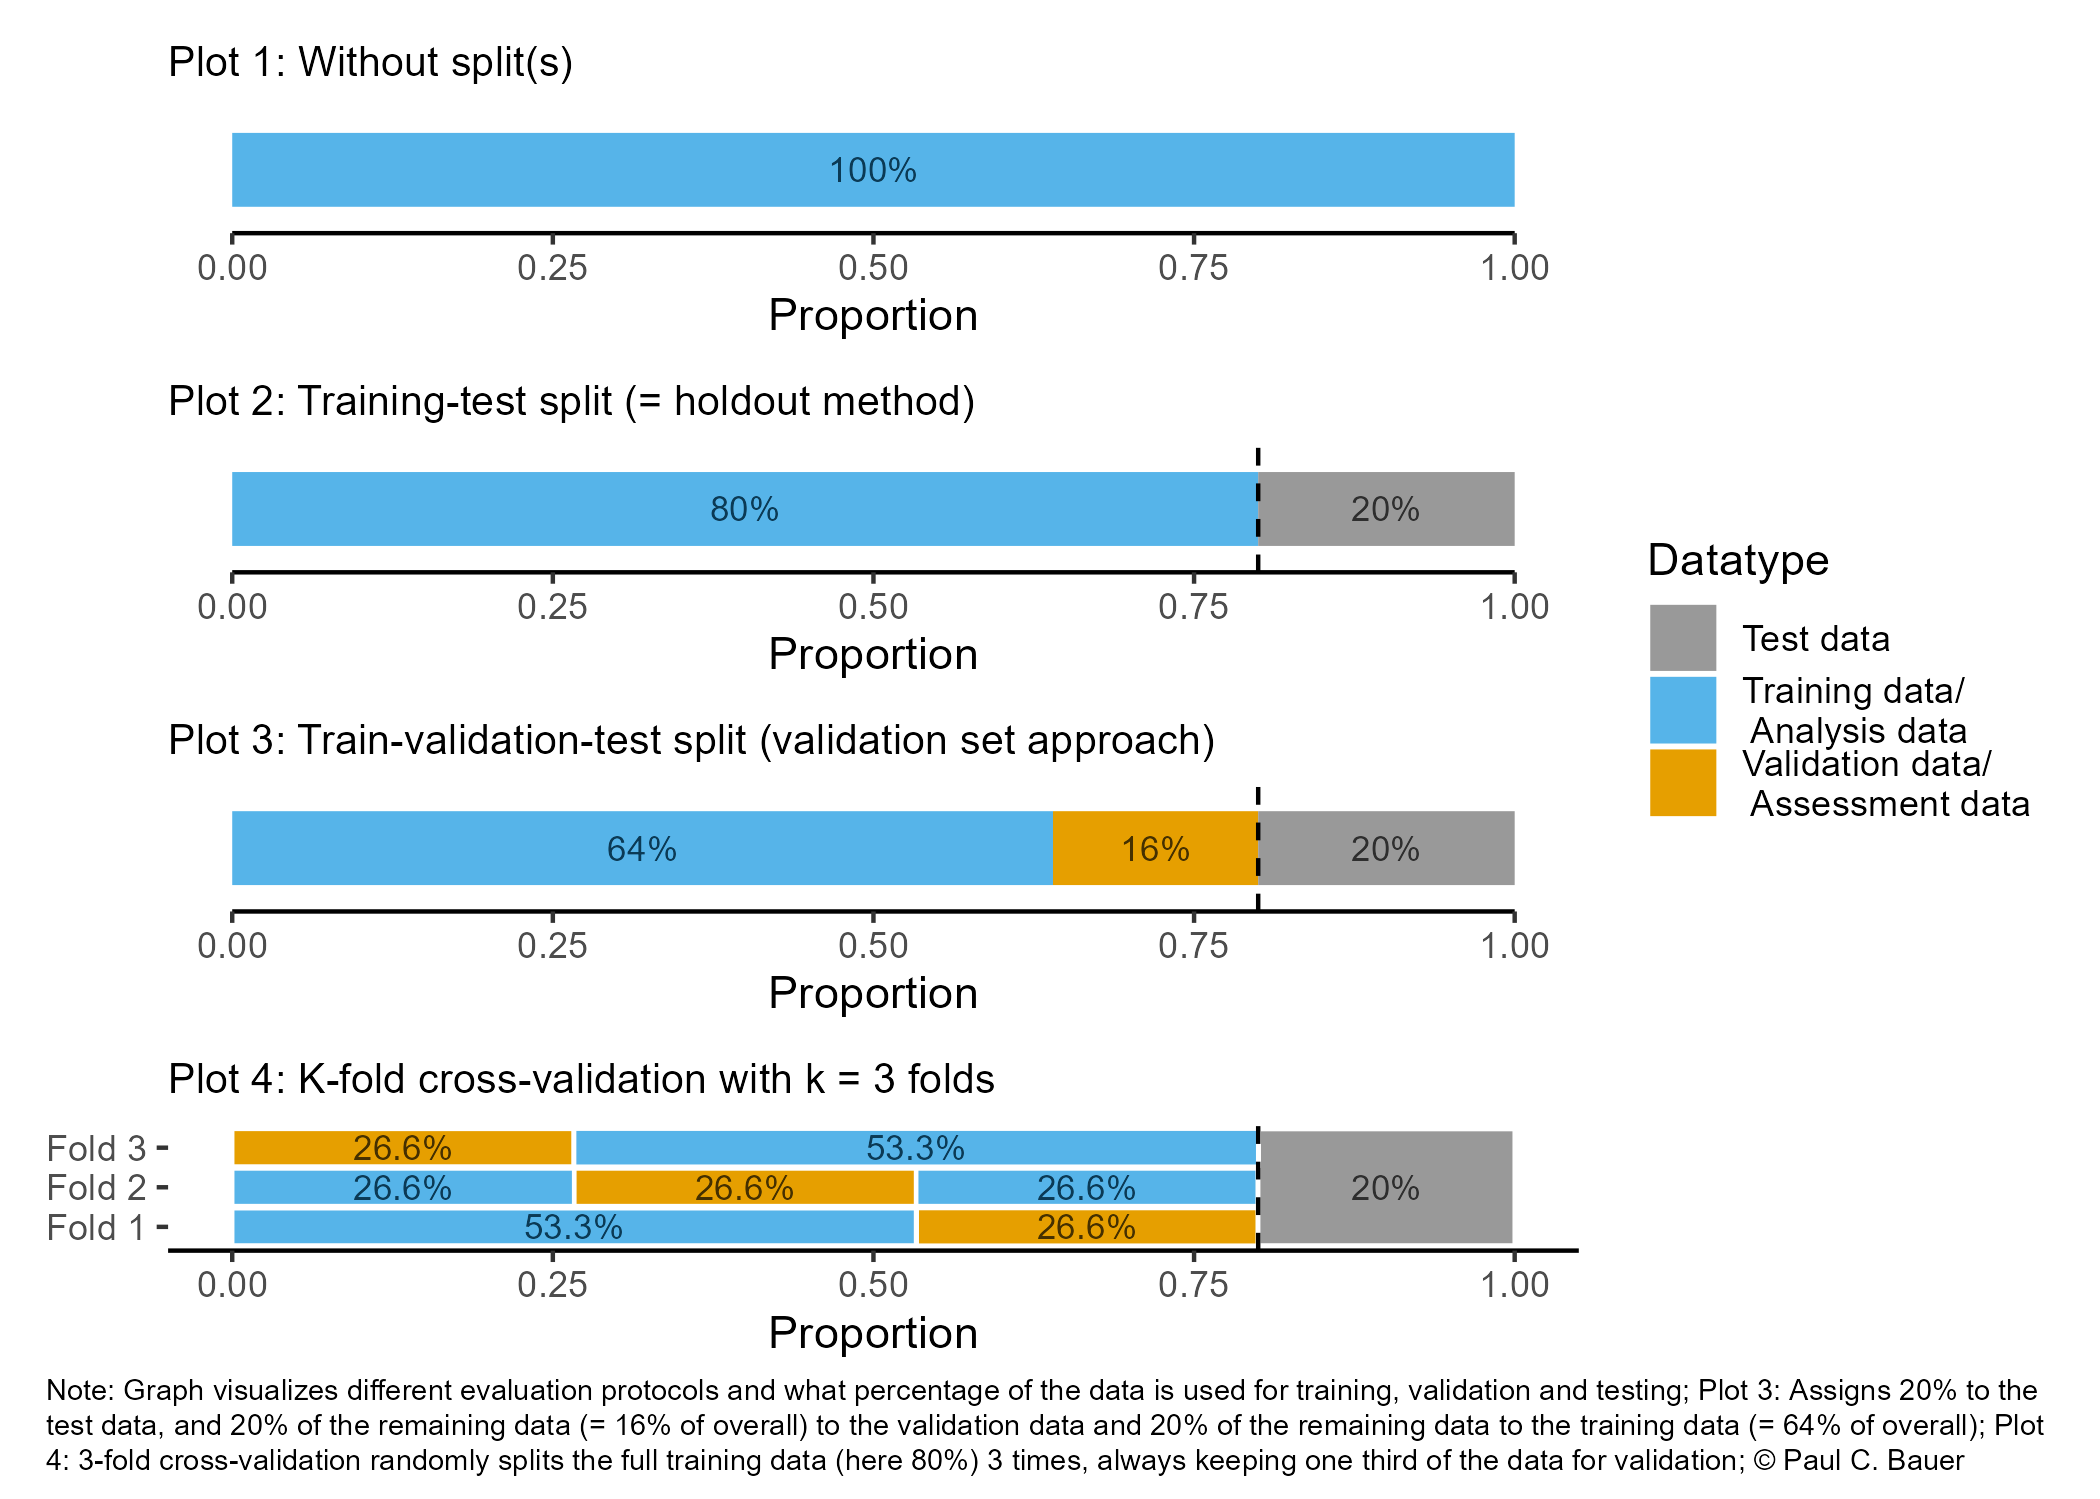 Plot 1: Without split(s)
100%
0.00 0.25 0.50 0.75 1.00
Proportion
Plot 2: Training-test split (= holdout method)
80% 20%
0.00 0.25 0.50 0.75 1.00
Proportion
Datatype
Test data
Training data/
Analysis data
Validation data/
Assessment data
Plot 3: Train-validation-test split (validation set approach)
64% 16% 20%
0.00 0.25 0.50 0.75 1.00
Proportion
Plot 4: K-fold cross-validation with k = 3 folds
Fold 3 26.6% 53.3%
Fold 2 26.6% 26.6% 26.6% 20%
Fold 1 53.3% 26.6%
0.00 0.25 0.50 0.75 1.00
Proportion
Note: Graph visualizes different evaluation protocols and what percentage of the data is used for training, validation and testing; Plot 3: Assigns 20% to the
test data, and 20% of the remaining data (= 16% of overall) to the validation data and 20% of the remaining data to the training data (= 64% of overall); Plot
4: 3-fold cross-validation randomly splits the full training data (here 80%) 3 times, always keeping one third of the data for validation; © Paul C. Bauer